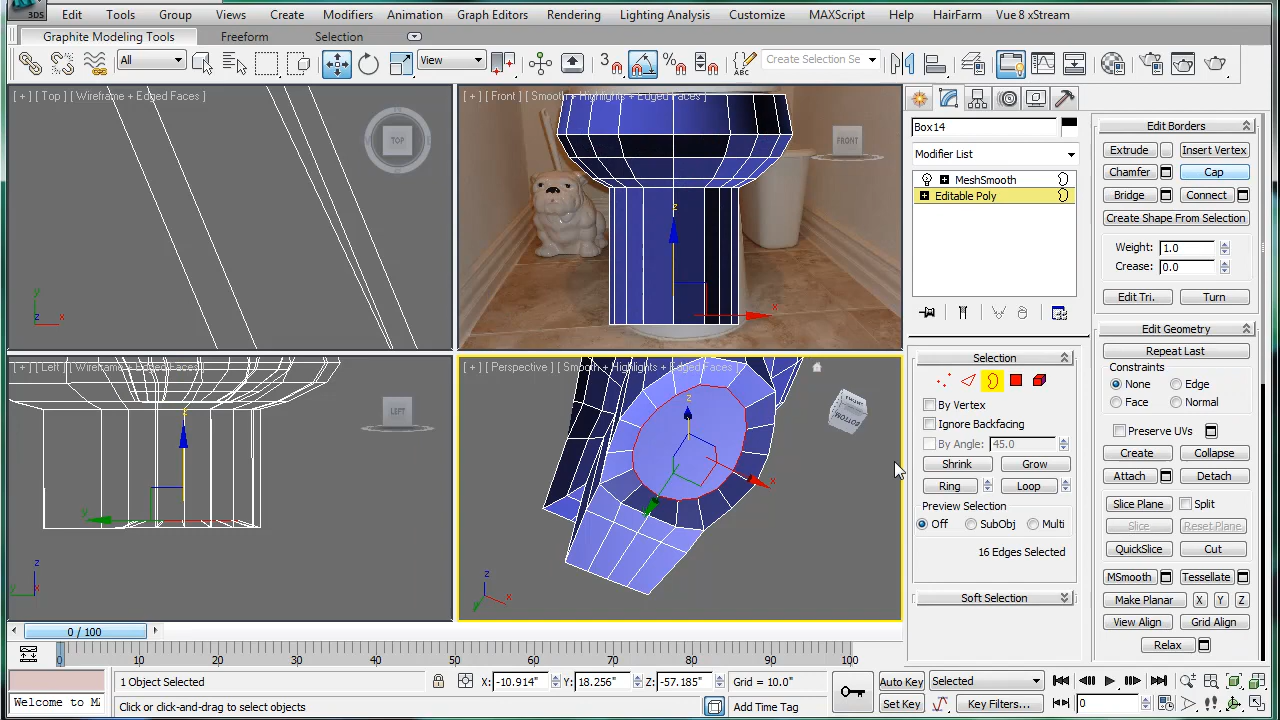 3DS
Edit Tools Group Views Create Modifiers Animation Graph Editors Rendering Lighting Analysis Customize MAXScript Help HairFarm Vue 8 xStream
Graphite Modeling Tools Freeform Selection
All View 3 ABC Create Selection Se
[ + ] [ Top ] [ Wireframe + Edged Faces ]
TOP
[ + ] [ Front ] [ Smooth + Highlights + Edged Faces ]
FRONT
[ + ] [ Left ] [ Wireframe + Edged Faces ]
LEFT
[ + ] [ Perspective ] [ Smooth + Highlights + Edged Faces ]
FRONT
BOTTOM
Box14
Modifier List
MeshSmooth
Editable Poly
Selection
By Vertex
Ignore Backfacing
By Angle: 45.0
Shrink Grow
Ring Loop
Preview Selection
Off SubObj Multi
16 Edges Selected
Soft Selection
Edit Borders
Extrude Insert Vertex
Chamfer Cap
Bridge Connect
Create Shape From Selection
Weight: 1.0
Crease: 0.0
Edit Tri. Turn
Edit Geometry
Repeat Last
Constraints
None Edge
Face Normal
Preserve UVs
Create Collapse
Attach Detach
Slice Plane Split
Slice Reset Plane
QuickSlice Cut
MSmooth Tessellate
Make Planar X Y Z
View Align Grid Align
Relax
0 / 100
0 10 20 30 40 50 60 70 80 90 100
1 Object Selected X: -10.914" Y: 18.256" Z: -57.185" Grid = 10.0" Auto Key Selected
Welcome to M Click or click-and-drag to select objects Add Time Tag Set Key Key Filters... 0